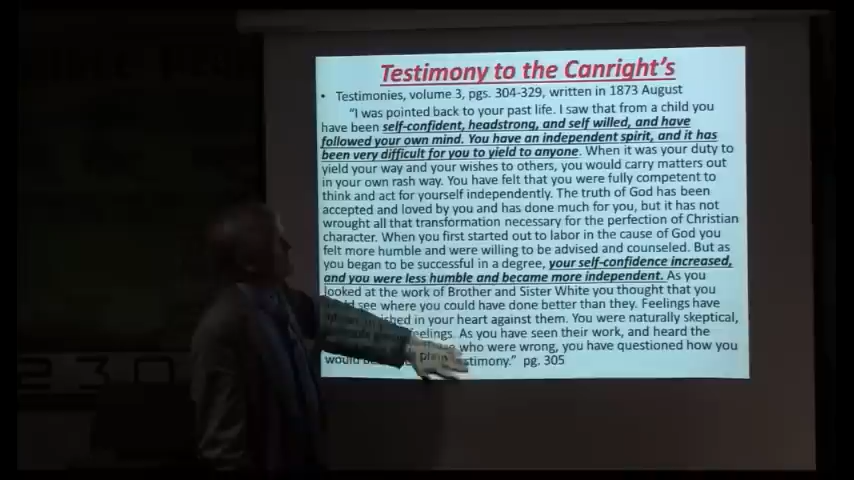 Testimony to the Canright's
• Testimonies, volume 3, pgs. 304-329, written in 1873 August
"I was pointed back to your past life. I saw that from a child you
have been self-confident, headstrong, and self willed, and have
followed your own mind. You have an independent spirit, and it has
been very difficult for you to yield to anyone. When it was your duty to
yield your way and your wishes to others, you would carry matters out
in your own rash way. You have felt that you were fully competent to
think and act for yourself independently. The truth of God has been
accepted and loved by you and has done much for you, but it has not
wrought all that transformation necessary for the perfection of Christian
character. When you first started out to labor in the cause of God you
felt more humble and were willing to be advised and counseled. But as
you began to be successful in a degree, your self-confidence increased,
and you were less humble and became more independent. As you
looked at the work of Brother and Sister White you thought that you
see where you could have done better than they. Feelings have
in your heart against them. You were naturally skeptical,
feelings. As you have seen their work, and heard the
who were wrong, you have questioned how you
would plain " pg. 305
230